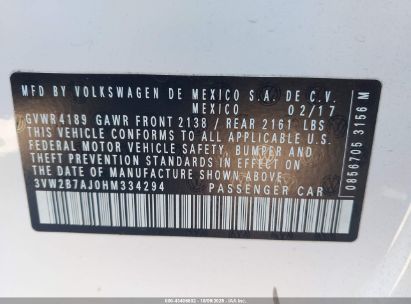 MFD BY VOLKSWAGEN DE MEXICO S.A. DE C.V.
MEXICO 02/17
GVWR 4189 GAWR FRONT 2138 / REAR 2161 LBS
THIS VEHICLE CONFORMS TO ALL APPLICABLE U.S.
FEDERAL MOTOR VEHICLE SAFETY, BUMPER AND
THEFT PREVENTION STANDARDS IN EFFECT ON
THE DATE OF MANUFACTURE SHOWN ABOVE.
3VW2B7AJ0HM334294 PASSENGER CAR
0856705 3156 M